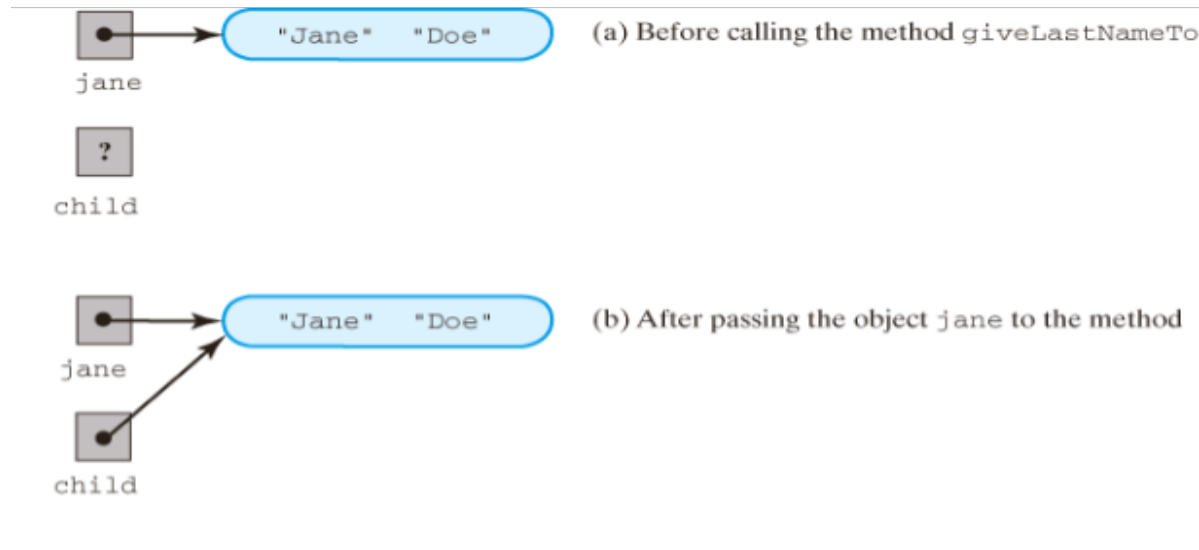 "Jane" "Doe" (a) Before calling the method giveLastNameTo
jane
?
child
"Jane" "Doe" (b) After passing the object jane to the method
jane
child